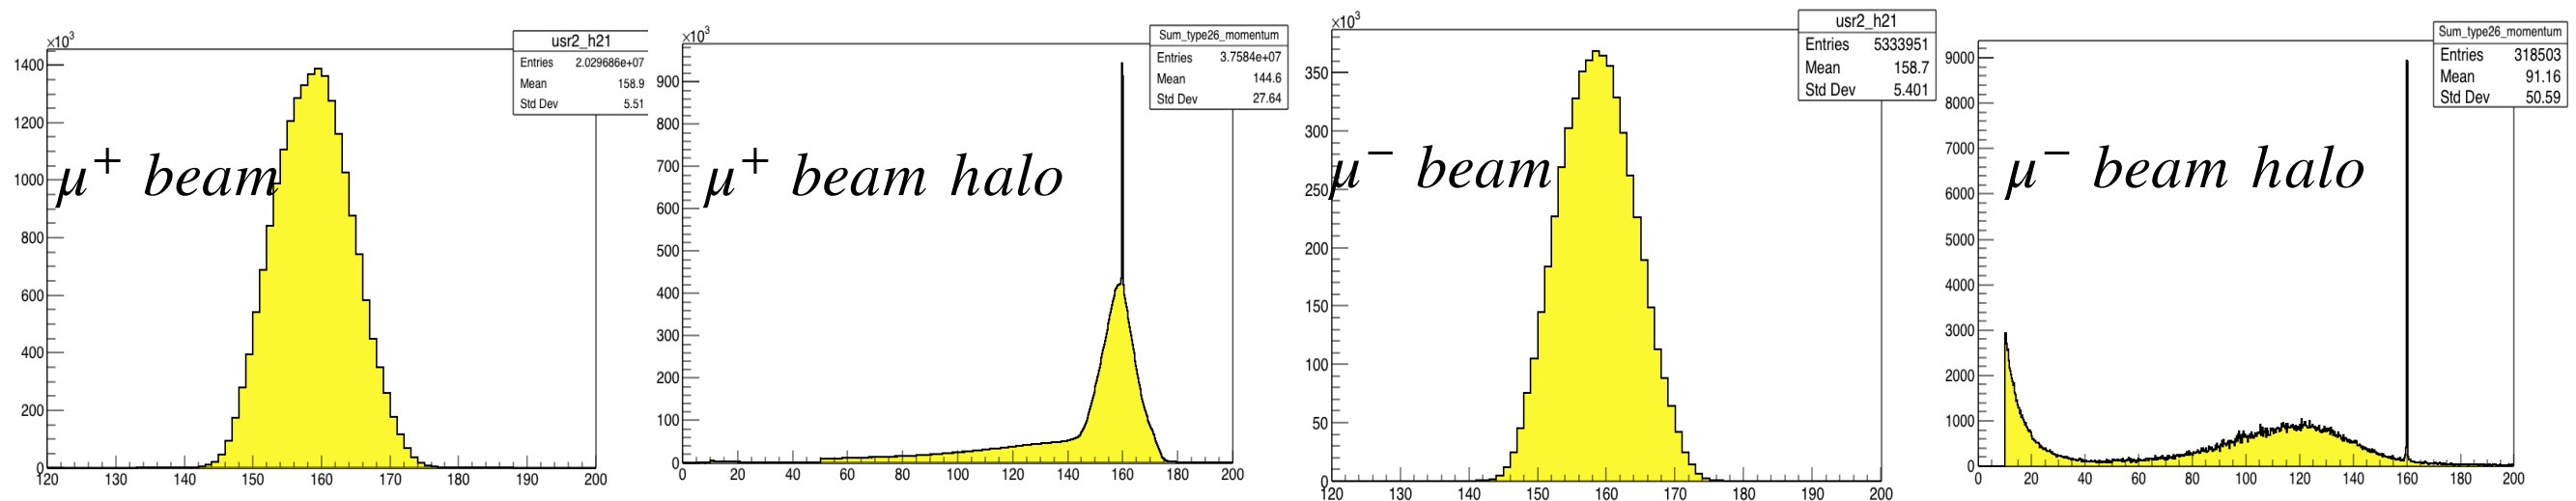 ×10³
usr2_h21
Entries 2.029686e+07
Mean 158.9
Std Dev 5.51
1400
1200
1000
800
600
400
200
0
μ⁺ beam
120 130 140 150 160 170 180 190 200
×10³
Sum_type26_momentum
Entries 3.7584e+07
Mean 144.6
Std Dev 27.64
900
800
700
600
500
400
300
200
100
0
μ⁺ beam halo
0 20 40 60 80 100 120 140 160 180 200
×10³
usr2_h21
Entries 5333951
Mean 158.7
Std Dev 5.401
350
300
250
200
150
100
50
0
μ⁻ beam
120 130 140 150 160 170 180 190 200
Sum_type26_momentum
Entries 318503
Mean 91.16
Std Dev 50.59
9000
8000
7000
6000
5000
4000
3000
2000
1000
0
μ⁻ beam halo
0 20 40 60 80 100 120 140 160 180 200